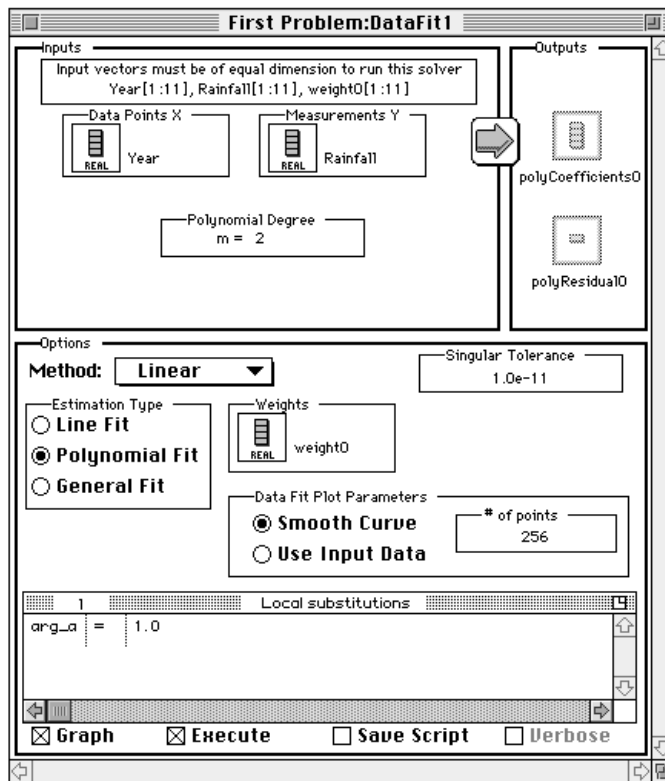 First Problem:DataFit1
Inputs
Input vectors must be of equal dimension to run this solver
Year[1:11], Rainfall[1:11], weight0[1:11]
Data Points X
REAL
Year
Measurements Y
REAL
Rainfall
Polynomial Degree
m = 2
Outputs
polyCoefficients0
polyResidual0
Options
Method: Linear
Singular Tolerance
1.0e-11
Estimation Type
Line Fit
Polynomial Fit
General Fit
Weights
REAL
weight0
Data Fit Plot Parameters
Smooth Curve
Use Input Data
# of points
256
1 Local substitutions
arg_a = 1.0
Graph Execute Save Script Verbose